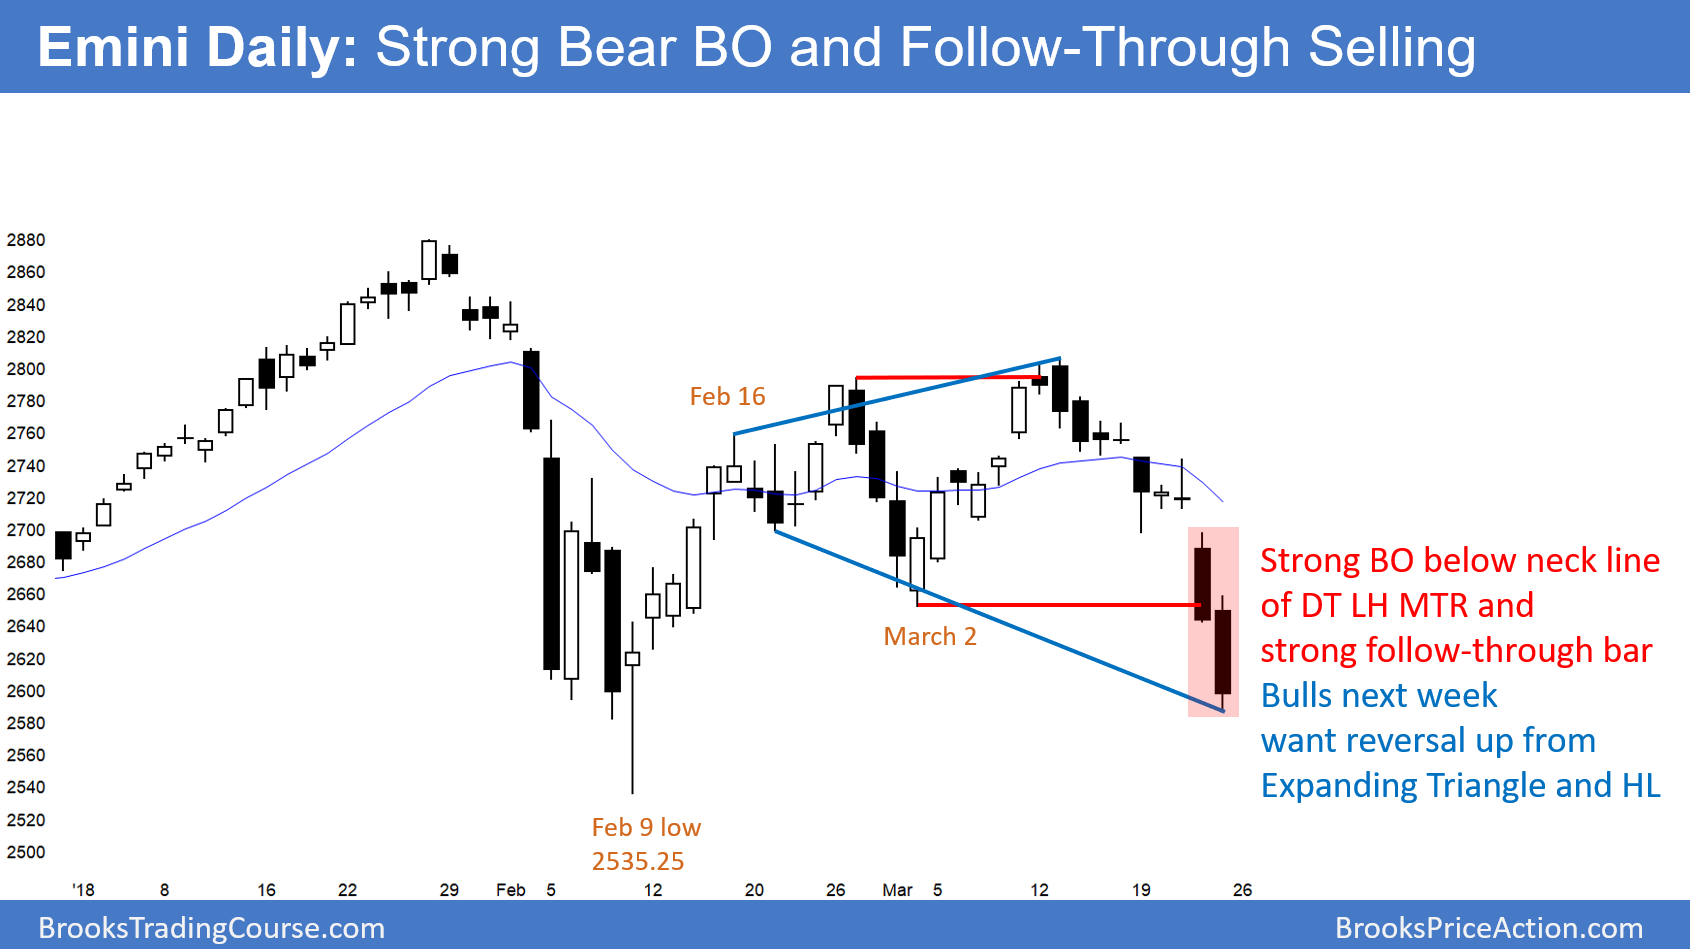 Emini Daily: Strong Bear BO and Follow-Through Selling
2880
2860
2840
2820
2800
2780
2760
2740
2720
2700
2680
2660
2640
2620
2600
2580
2560
2540
2520
2500
Feb 16
March 2
Feb 9 low
2535.25
Strong BO below neck line
of DT LH MTR and
strong follow-through bar
Bulls next week
want reversal up from
Expanding Triangle and HL
'18 8 16 22 29 Feb 5 12 20 26 Mar 5 12 19 26
BrooksTradingCourse.com
BrooksPriceAction.com